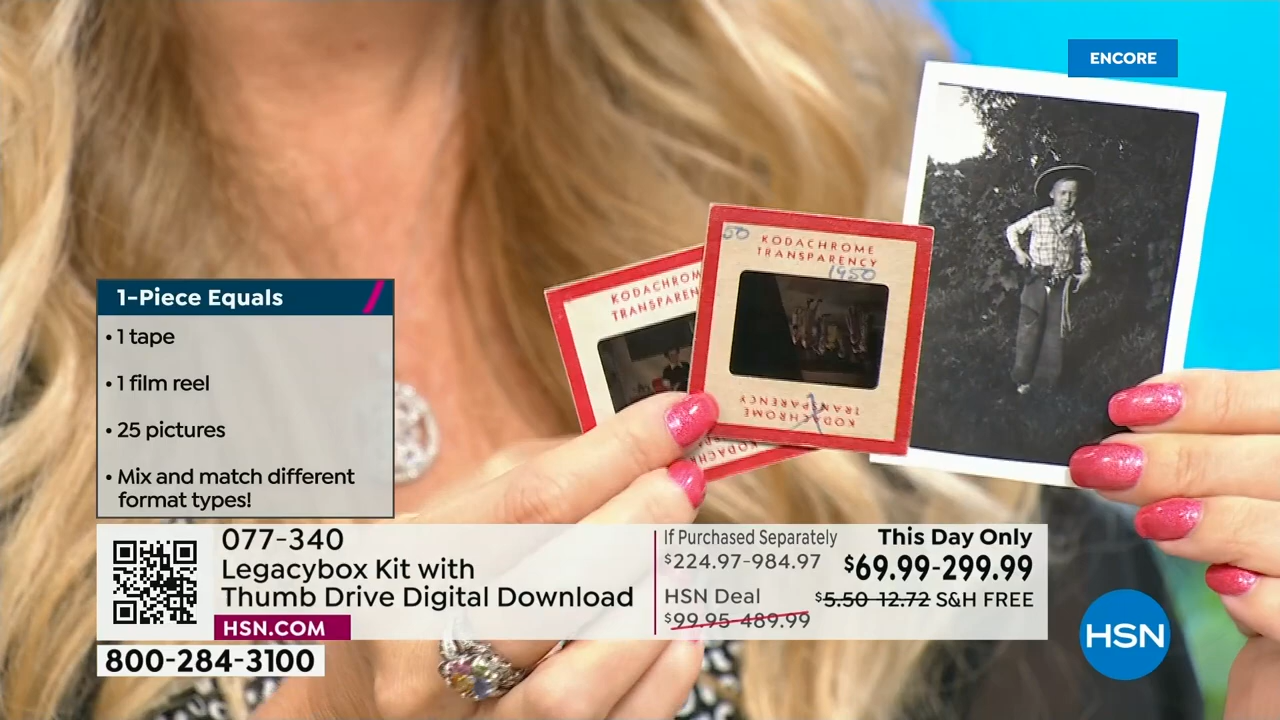 ENCORE
50 KODACHROME
TRANSPARENCY
1950
KODACHROME
TRANSPARENCY
KODACHROM
TRANSPAREN
1-Piece Equals
• 1 tape
• 1 film reel
• 25 pictures
• Mix and match different
format types!
077-340
Legacybox Kit with
Thumb Drive Digital Download
HSN.COM
800-284-3100
If Purchased Separately
$224.97-984.97
HSN Deal
$99.95-489.99
This Day Only
$69.99-299.99
$5.50-12.72 S&H FREE
HSN